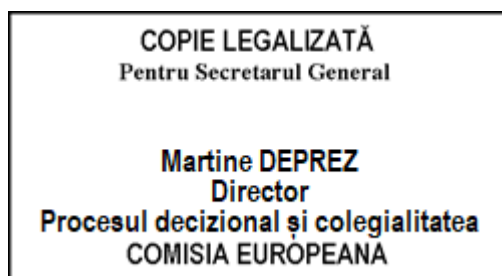 COPIE LEGALIZATĂ
Pentru Secretarul General
Martine DEPREZ
Director
Procesul decizional și colegialitatea
COMISIA EUROPEANA